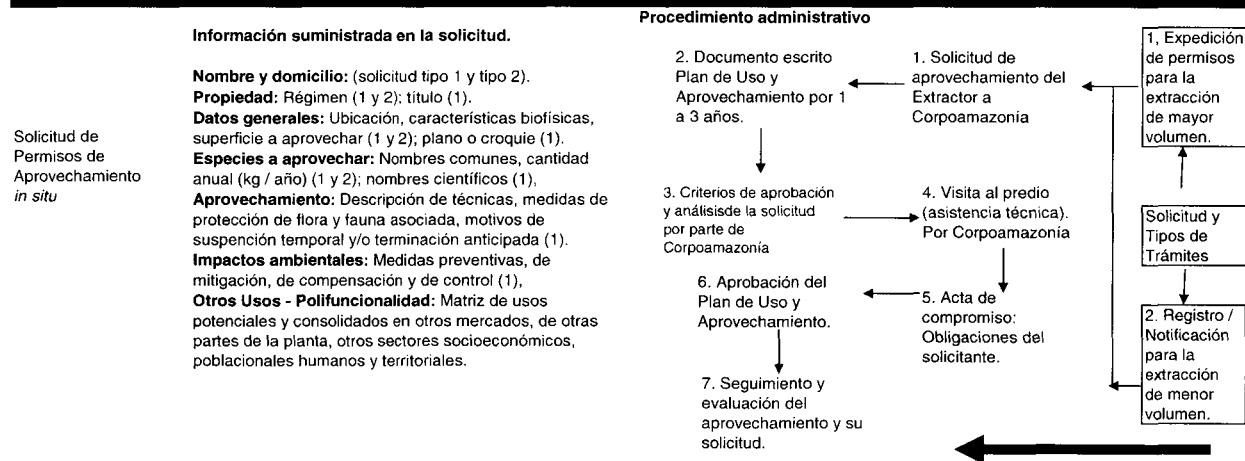 Solicitud de
Permisos de
Aprovechamiento
in situ
Información suministrada en la solicitud.
Nombre y domicilio: (solicitud tipo 1 y tipo 2).
Propiedad: Régimen (1 y 2); título (1).
Datos generales: Ubicación, características biofísicas,
superficie a aprovechar (1 y 2); plano o croquie (1).
Especies a aprovechar: Nombres comunes, cantidad
anual (kg / año) (1 y 2); nombres científicos (1),
Aprovechamiento: Descripción de técnicas, medidas de
protección de flora y fauna asociada, motivos de
suspención temporal y/o terminación anticipada (1).
Impactos ambientales: Medidas preventivas, de
mitigación, de compensación y de control (1),
Otros Usos - Polifuncionalidad: Matriz de usos
potenciales y consolidados en otros mercados, de otras
partes de la planta, otros sectores socioeconómicos,
poblacionales humanos y territoriales.
Procedimiento administrativo
1, Expedición
de permisos
para la
extracción
de mayor
volumen.
Solicitud y
Tipos de
Trámites
2. Registro /
Notificación
para la
extracción
de menor
volumen.
1. Solicitud de
aprovechamiento del
Extractor a
Corpoamazonía
2. Documento escrito
Plan de Uso y
Aprovechamiento por 1
a 3 años.
3. Criterios de aprobación
y análisisde la solicitud
por parte de
Corpoamazonía
4. Visita al predio
(asistencia técnica).
Por Corpoamazonía
5. Acta de
compromiso:
Obligaciones del
solicitante.
6. Aprobación del
Plan de Uso y
Aprovechamiento.
7. Seguimiento y
evaluación del
aprovechamiento y su
solicitud.